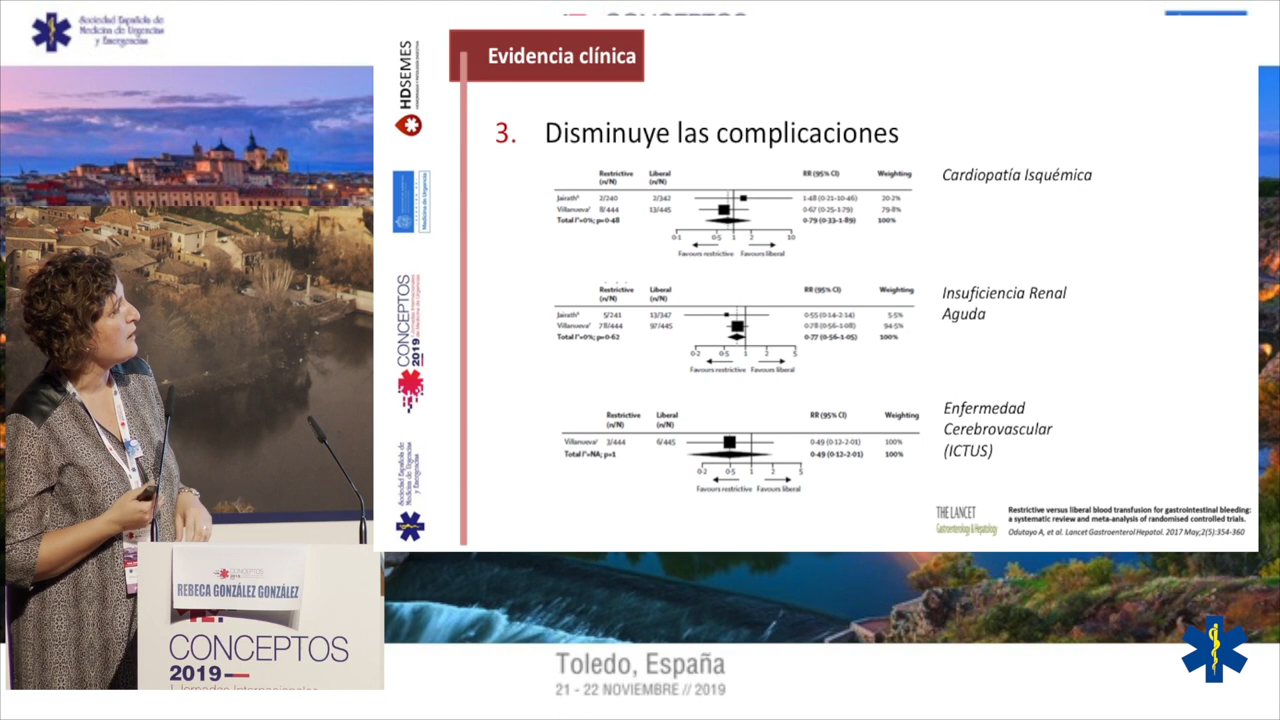 Sociedad Española de
Medicina de Urgencias
y Emergencias
HDSEMES
CONCEPTOS
2019
Sociedad Española de
Medicina de Urgencias
y Emergencias
Evidencia clínica
3. Disminuye las complicaciones
Restrictive Liberal RR (95% CI) Weighting
(n/N) (n/N)
Jairath⁸ 2/240 2/342 1·48 (0·21–10·46) 20·2%
Villanueva⁷ 8/444 13/445 0·67 (0·25–1·79) 79·8%
Total I²=0%; p=0·48 0·79 (0·33–1·89) 100%
0·1 0·5 1 2 10
Favours restrictive Favours liberal
Cardiopatía Isquémica
Restrictive Liberal RR (95% CI) Weighting
(n/N) (n/N)
Jairath⁸ 5/241 13/347 0·55 (0·14–2·14) 5·5%
Villanueva⁷ 78/444 97/445 0·78 (0·56–1·08) 94·5%
Total I²=0%; p=0·62 0·77 (0·56–1·05) 100%
0·2 0·5 1 2 5
Favours restrictive Favours liberal
Insuficiencia Renal
Aguda
Restrictive Liberal RR (95% CI) Weighting
(n/N) (n/N)
Villanueva⁷ 3/444 6/445 0·49 (0·12–2·01) 100%
Total I²=NA; p=1 0·49 (0·12–2·01) 100%
0·2 0·5 1 2 5
Favours restrictive Favours liberal
Enfermedad
Cerebrovascular
(ICTUS)
THE LANCET
Gastroenterology & Hepatology
Restrictive versus liberal blood transfusion for gastrointestinal bleeding:
a systematic review and meta-analysis of randomised controlled trials.
Odutayo A, et al. Lancet Gastroenterol Hepatol. 2017 May;2(5):354-360
CONCEPTOS
2019
REBECA GONZÁLEZ GONZÁLEZ
CONCEPTOS
2019
I Jornadas Internacionales
Toledo, España
21 - 22 NOVIEMBRE // 2019